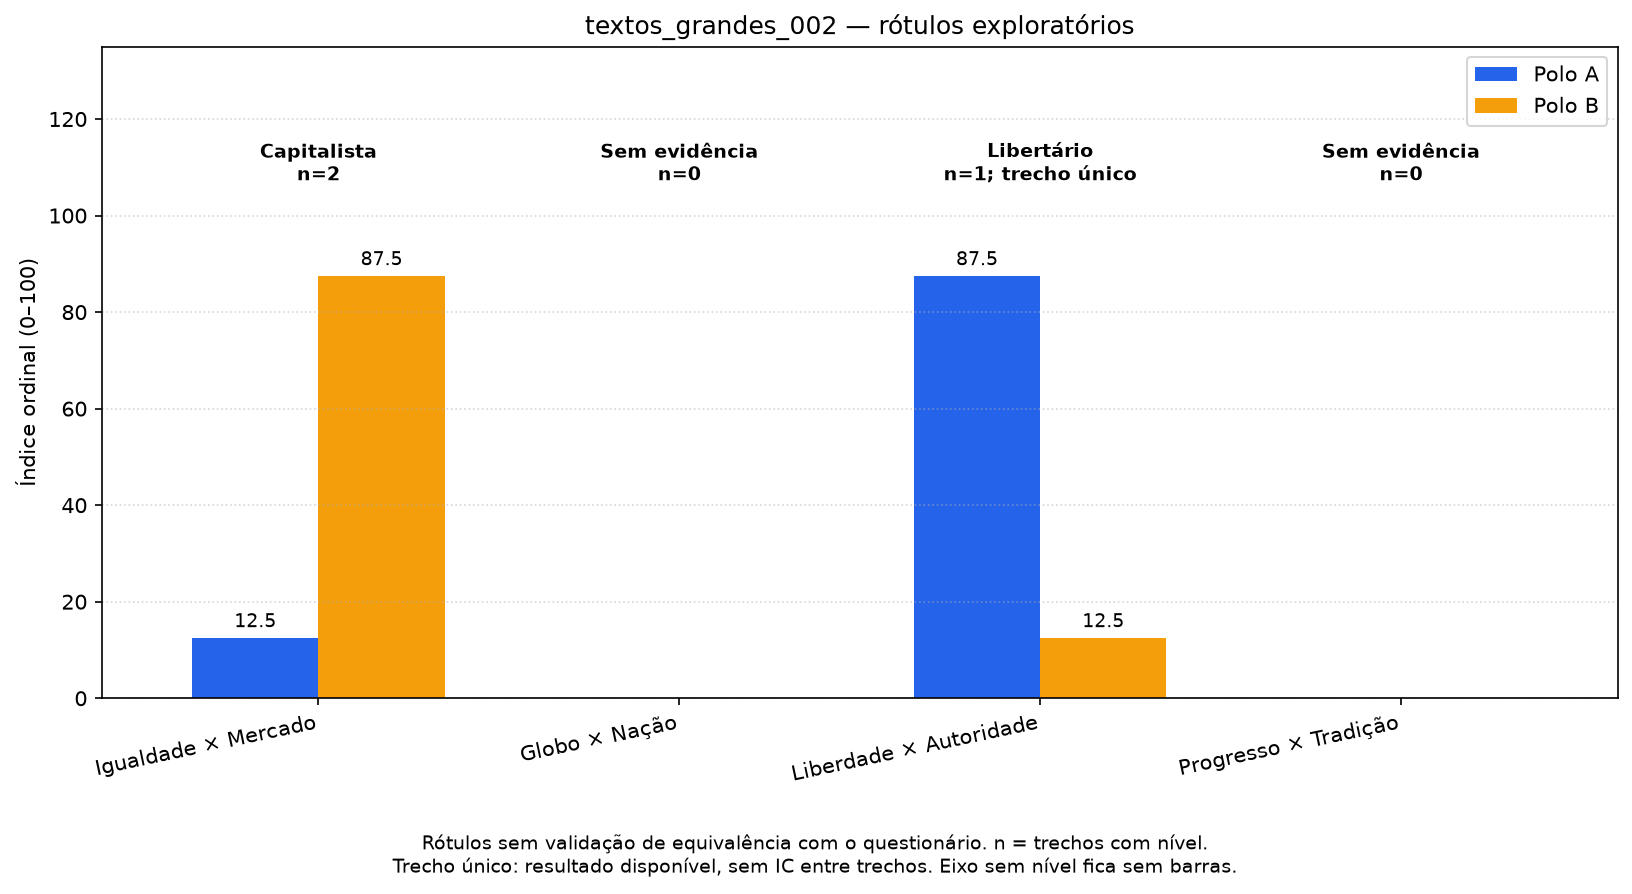 textos_grandes_002 — rótulos exploratórios
Polo A
Polo B
Índice ordinal (0–100)
120
100
80
60
40
20
0
Capitalista
n=2
Sem evidência
n=0
Libertário
n=1; trecho único
Sem evidência
n=0
12.5
87.5
87.5
12.5
Igualdade × Mercado
Globo × Nação
Liberdade × Autoridade
Progresso × Tradição
Rótulos sem validação de equivalência com o questionário. n = trechos com nível.
Trecho único: resultado disponível, sem IC entre trechos. Eixo sem nível fica sem barras.